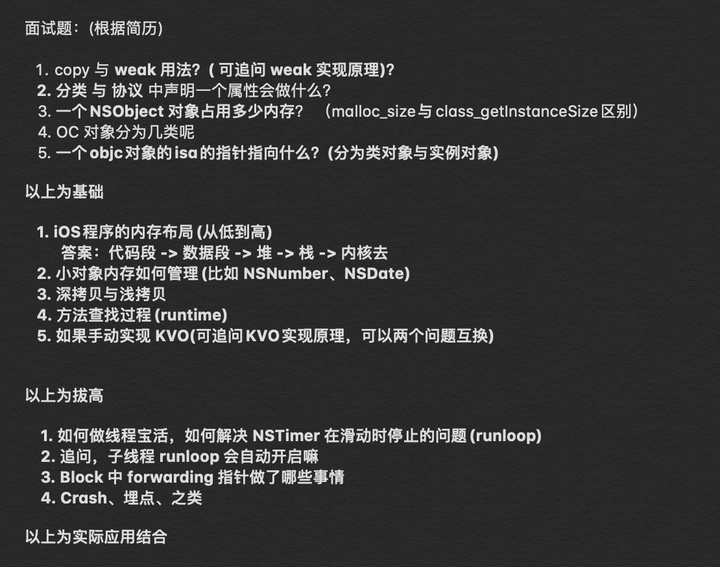 面试题：(根据简历)
1. copy 与 weak 用法？( 可追问 weak 实现原理)?
2. 分类 与 协议 中声明一个属性会做什么？
3. 一个 NSObject 对象占用多少内存？ （malloc_size 与 class_getInstanceSize 区别）
4. OC 对象分为几类呢
5. 一个 objc 对象的 isa 的指针指向什么？(分为类对象与实例对象)
以上为基础
1. iOS 程序的内存布局 (从低到高)
答案：代码段 -> 数据段 -> 堆 -> 栈 -> 内核去
2. 小对象内存如何管理 (比如 NSNumber、NSDate)
3. 深拷贝与浅拷贝
4. 方法查找过程 (runtime)
5. 如果手动实现 KVO(可追问 KVO 实现原理，可以两个问题互换)
以上为拔高
1. 如何做线程宝活，如何解决 NSTimer 在滑动时停止的问题 (runloop)
2. 追问，子线程 runloop 会自动开启嘛
3. Block 中 forwarding 指针做了哪些事情
4. Crash、埋点、之类
以上为实际应用结合